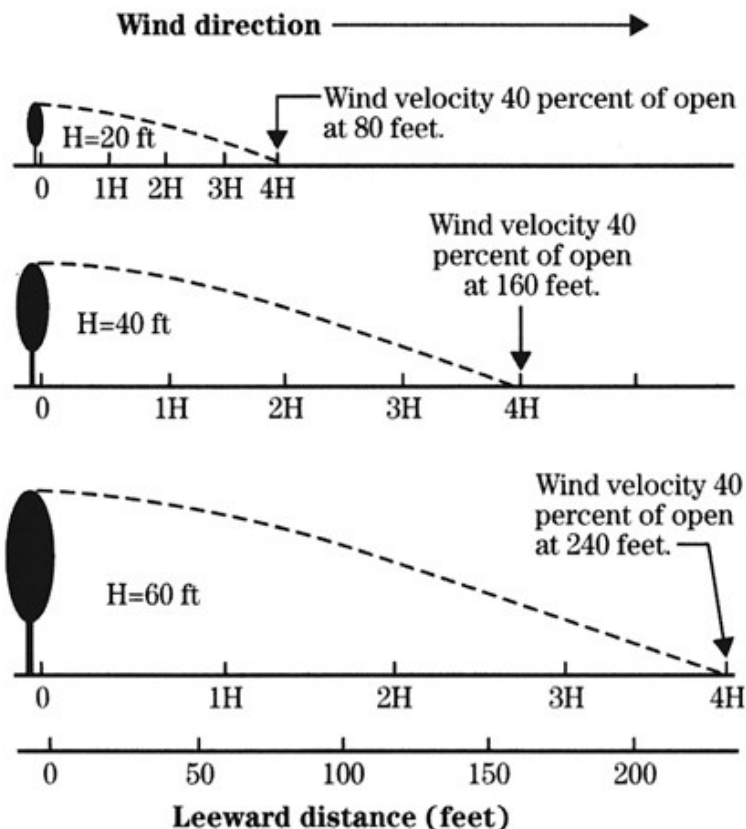 Wind direction
Wind velocity 40 percent of open
at 80 feet.
H=20 ft
0 1H 2H 3H 4H
Wind velocity 40
percent of open
at 160 feet.
H=40 ft
0 1H 2H 3H 4H
Wind velocity 40
percent of open
at 240 feet.
H=60 ft
0 1H 2H 3H 4H
0 50 100 150 200
Leeward distance (feet)